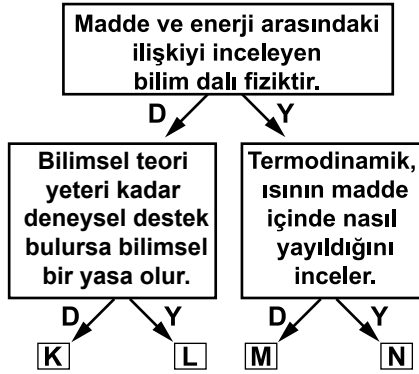 Madde ve enerji arasındaki
ilişkiyi inceleyen
bilim dalı fiziktir.
D
Y
Bilimsel teori
yeteri kadar
deneysel destek
bulursa bilimsel
bir yasa olur.
Termodinamik,
ısının madde
içinde nasıl
yayıldığını
inceler.
D
Y
D
Y
K
L
M
N